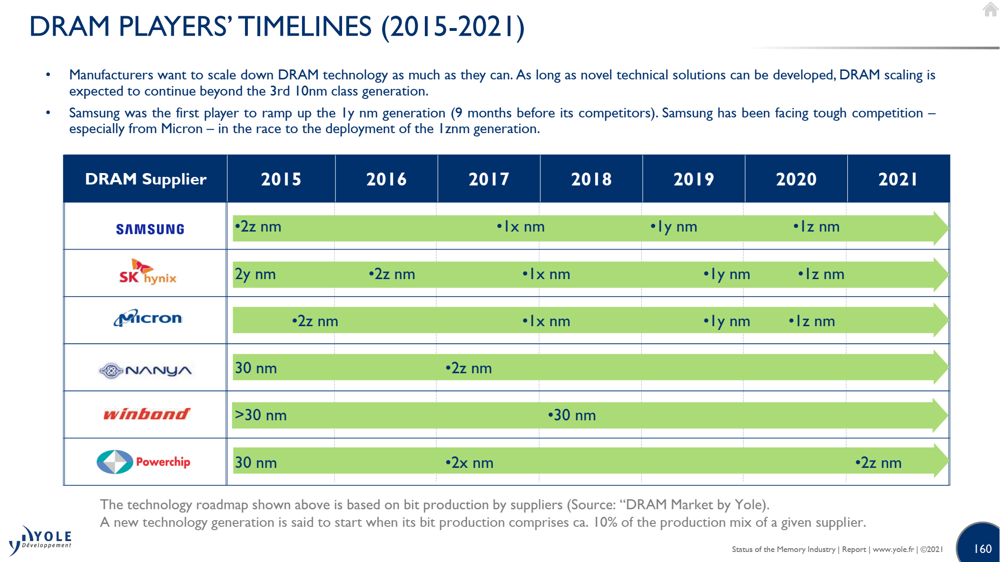 DRAM PLAYERS’ TIMELINES (2015-2021)
• Manufacturers want to scale down DRAM technology as much as they can. As long as novel technical solutions can be developed, DRAM scaling is
expected to continue beyond the 3rd 10nm class generation.
• Samsung was the first player to ramp up the 1y nm generation (9 months before its competitors). Samsung has been facing tough competition –
especially from Micron – in the race to the deployment of the 1znm generation.
DRAM Supplier 2015 2016 2017 2018 2019 2020 2021
SAMSUNG •2z nm •1x nm •1y nm •1z nm
SK hynix 2y nm •2z nm •1x nm •1y nm •1z nm
Micron •2z nm •1x nm •1y nm •1z nm
NANYA 30 nm •2z nm
winbond >30 nm •30 nm
Powerchip 30 nm •2x nm •2z nm
The technology roadmap shown above is based on bit production by suppliers (Source: “DRAM Market by Yole).
A new technology generation is said to start when its bit production comprises ca. 10% of the production mix of a given supplier.
YOLE
Développement
Status of the Memory Industry | Report | www.yole.fr | ©2021
160